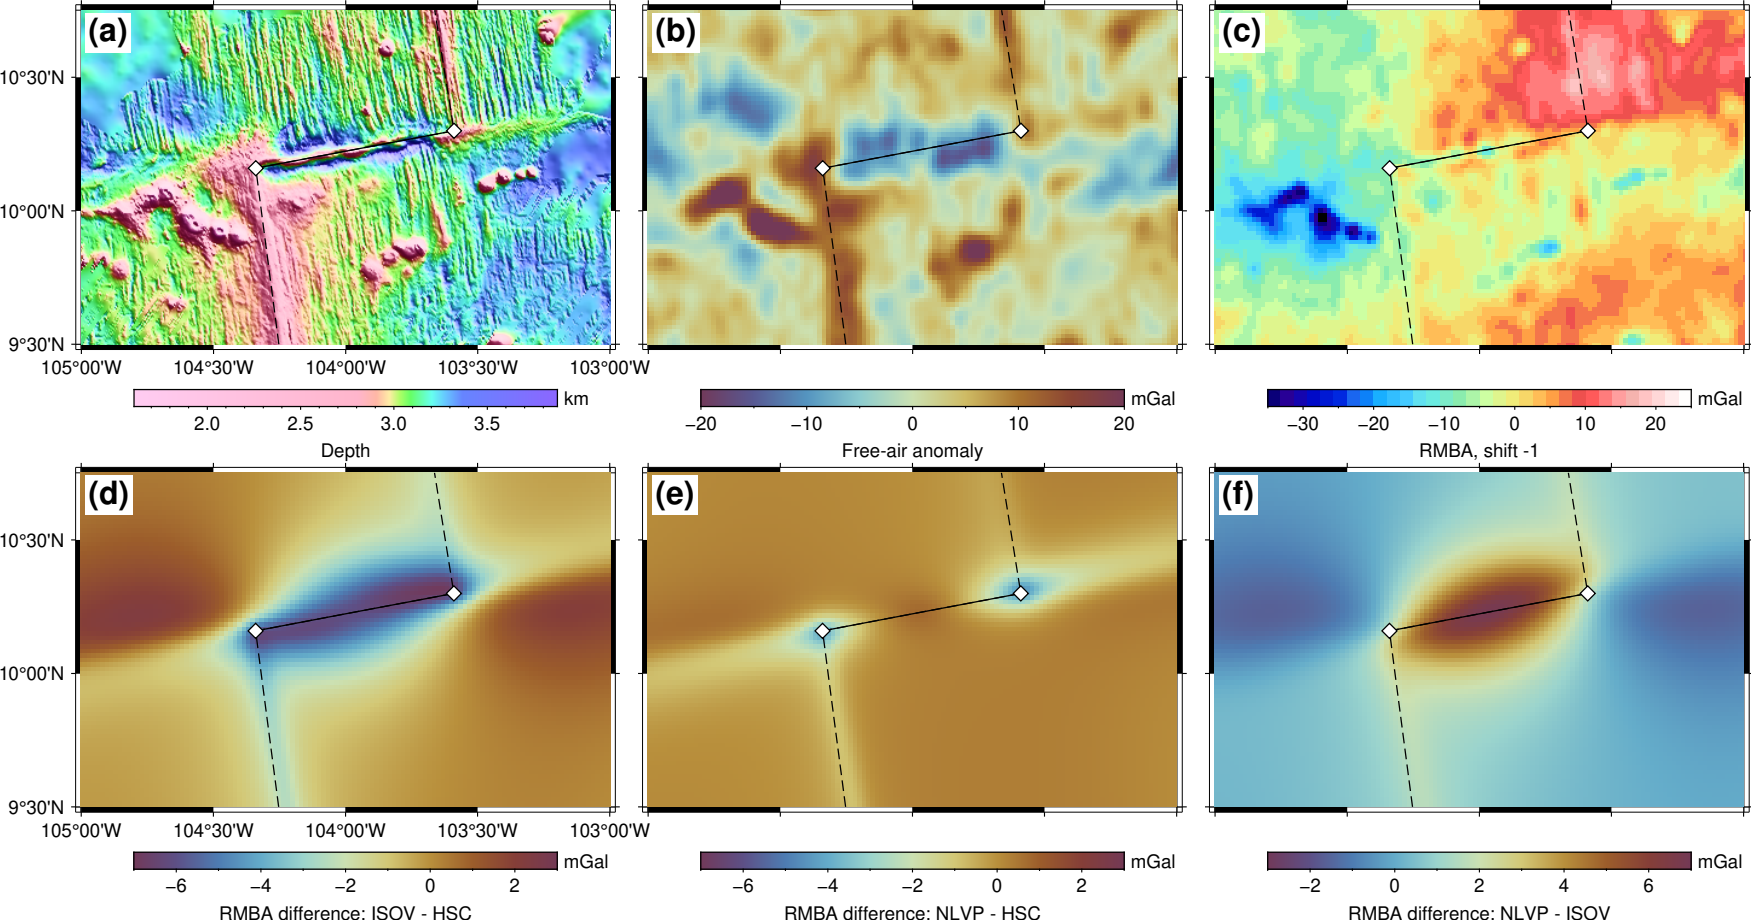 (a) (b) (c)
10°30'N
10°00'N
9°30'N
105°00'W 104°30'W 104°00'W 103°30'W 103°00'W
km mGal mGal
2.0 2.5 3.0 3.5 −20 −10 0 10 20 −30 −20 −10 0 10 20
Depth Free-air anomaly RMBA, shift -1
(d) (e) (f)
10°30'N
10°00'N
9°30'N
105°00'W 104°30'W 104°00'W 103°30'W 103°00'W
mGal mGal mGal
−6 −4 −2 0 2 −6 −4 −2 0 2 −2 0 2 4 6
RMBA difference: ISOV - HSC RMBA difference: NLVP - HSC RMBA difference: NLVP - ISOV